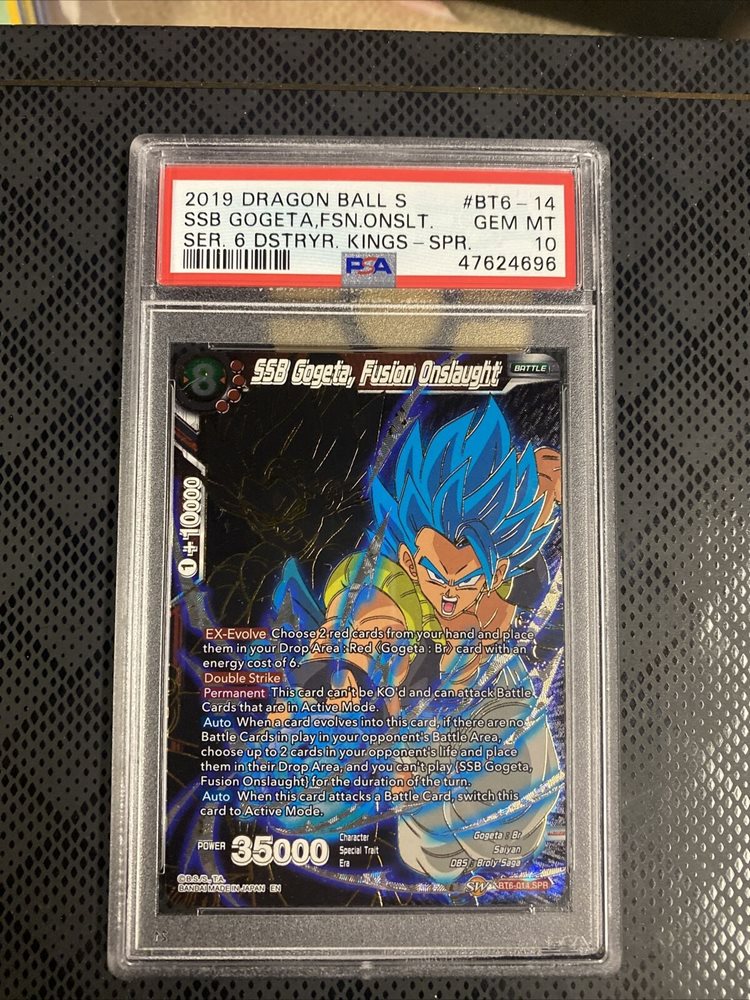 2019 DRAGON BALL S #BT6-14
SSB GOGETA,FSN.ONSLT. GEM MT
SER. 6 DSTRYR. KINGS-SPR. 10
PSA 47624696
8 SSB Gogeta, Fusion Onslaught BATTLE
1 +10000
EX-Evolve Choose 2 red cards from your hand and place
them in your Drop Area : Red ⟨Gogeta : Br⟩ card with an
energy cost of 6.
Double Strike
Permanent This card can't be KO'd and can attack Battle
Cards that are in Active Mode.
Auto When a card evolves into this card, if there are no
Battle Cards in play in your opponent's Battle Area,
choose up to 2 cards in your opponent's life and place
them in their Drop Area, and you can't play ⟨SSB Gogeta,
Fusion Onslaught⟩ for the duration of the turn.
Auto When this card attacks a Battle Card, switch this
card to Active Mode.
POWER 35000
Character Gogeta : Br
Special Trait Saiyan
Era DBS : Broly Saga
©B.S./S., T.A.
BANDAI MADE IN JAPAN EN
SW BT6-014 SPR